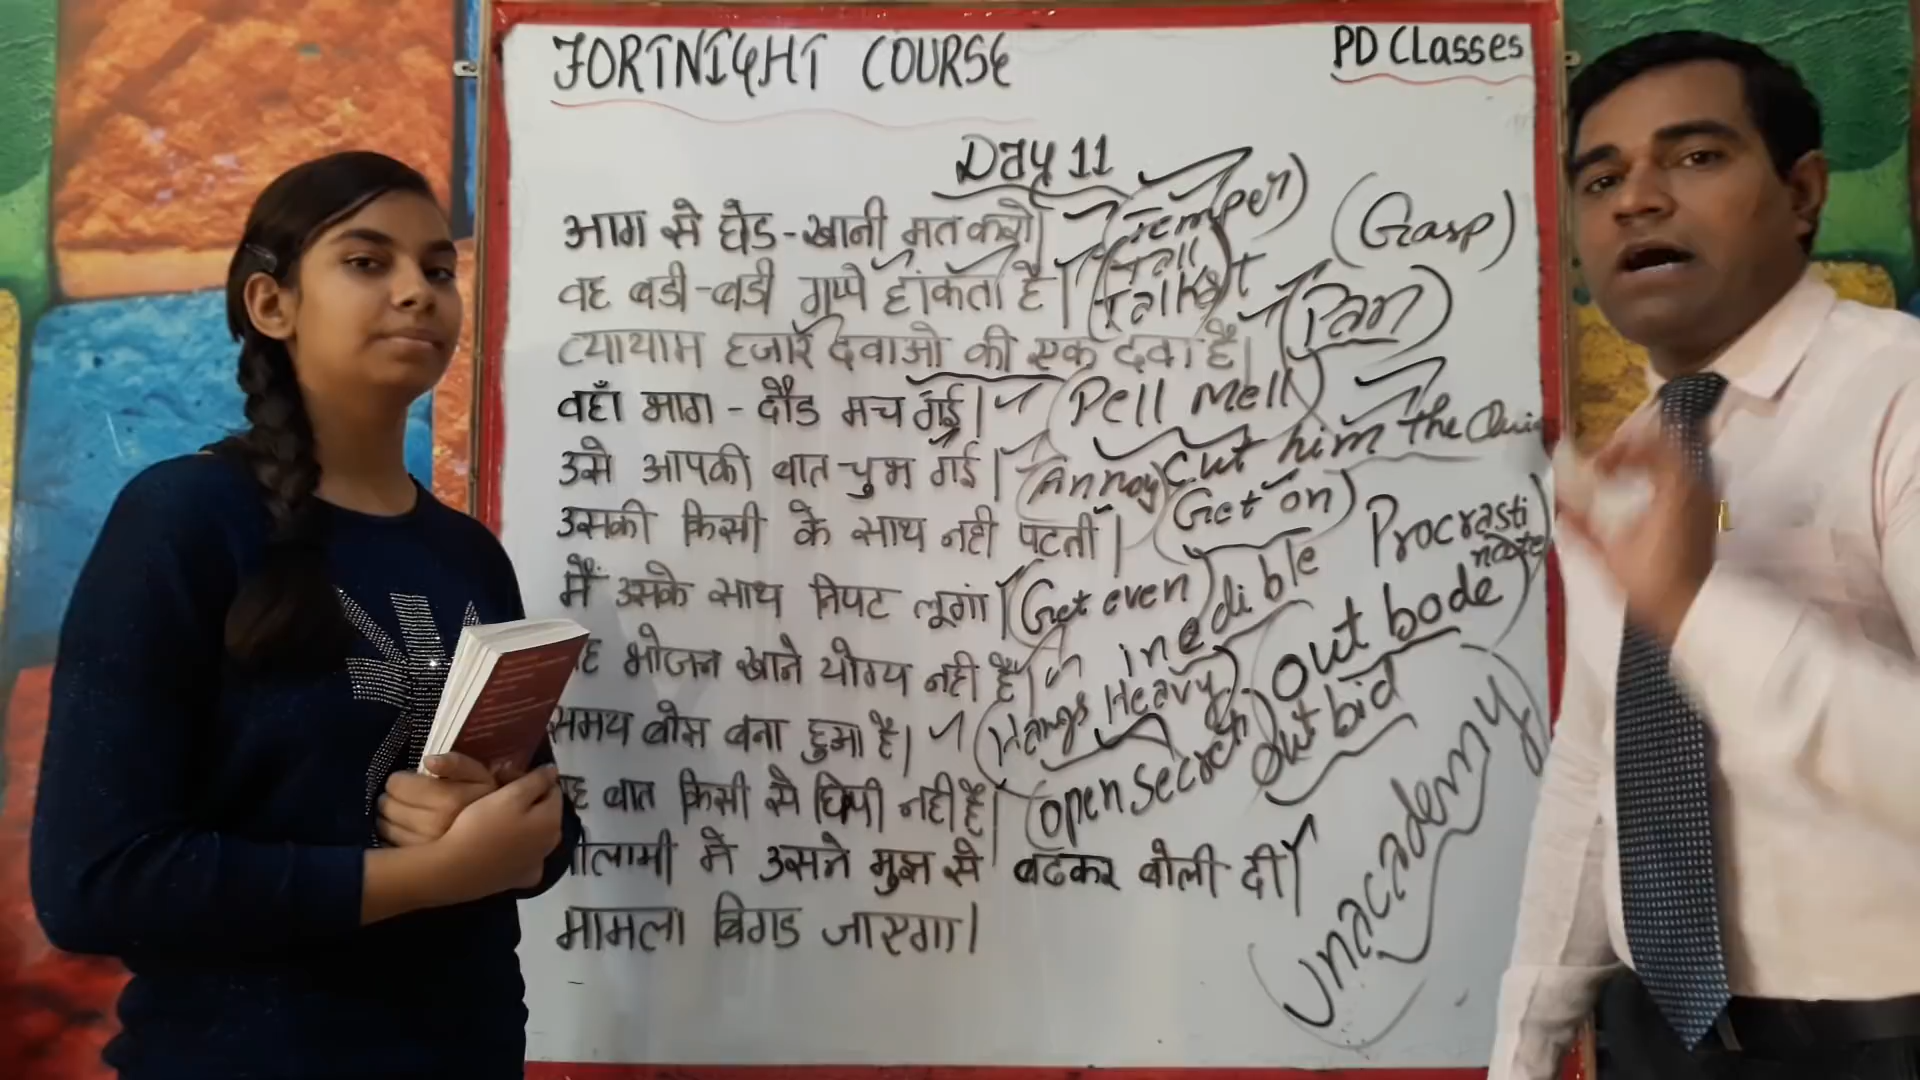 FORTNIGHT COURSE
PD Classes
Day 11
आग से छेड-खानी मत करो। (Temper) (Gasp)
वह बडी-बडी गप्पे हांकता है। (Tall Talk)
व्यायाम हजारे दवाओ की एक दवा है। (Pan)
वहाँ भाग-दौड मच गई। (Pell Mell)
उसे आपकी बात चुभ गई। (Annoy) Cut him the
उसकी किसी के साथ नही पटती। (Get on) Procrastinate
मैं उसके साथ निपट लूगां। (Get even) out bode
भोजन खाने योग्य नही है। inedible
समय बोझ बना हुआ है। (Hangs Heavy) out bid
बात किसी से छिपी नही है। (open secret)
में उसने मुझ से बढकर बोली दी।
मामला बिगड जाएगा।
Unacademy